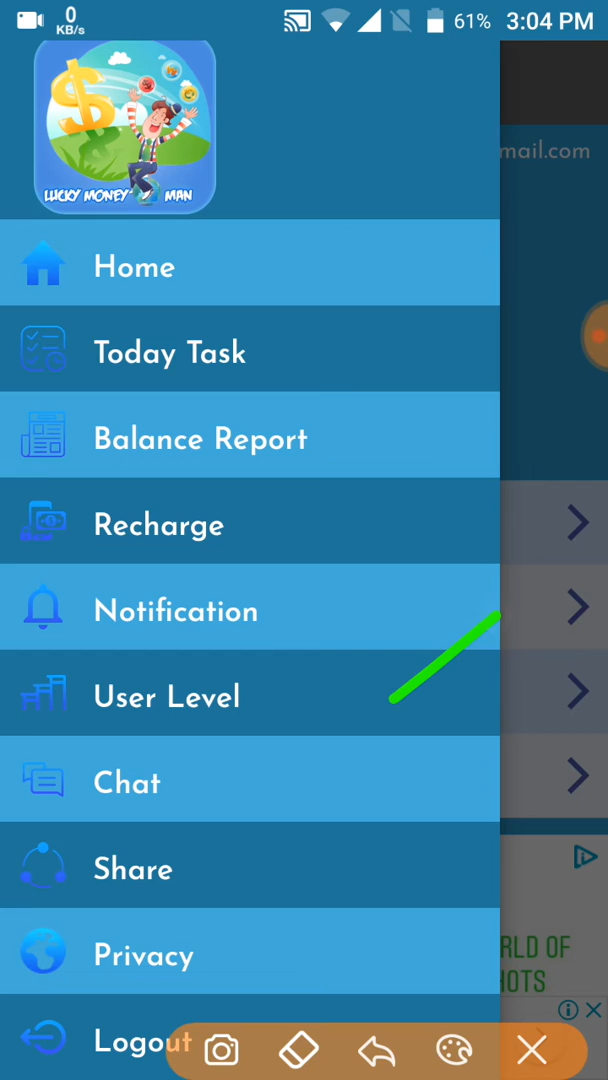 0
KB/s
61%
3:04 PM
LUCKY MONEY MAN
mail.com
Home
Today Task
Balance Report
Recharge
Notification
User Level
Chat
Share
Privacy
RLD OF
HOTS
Logout